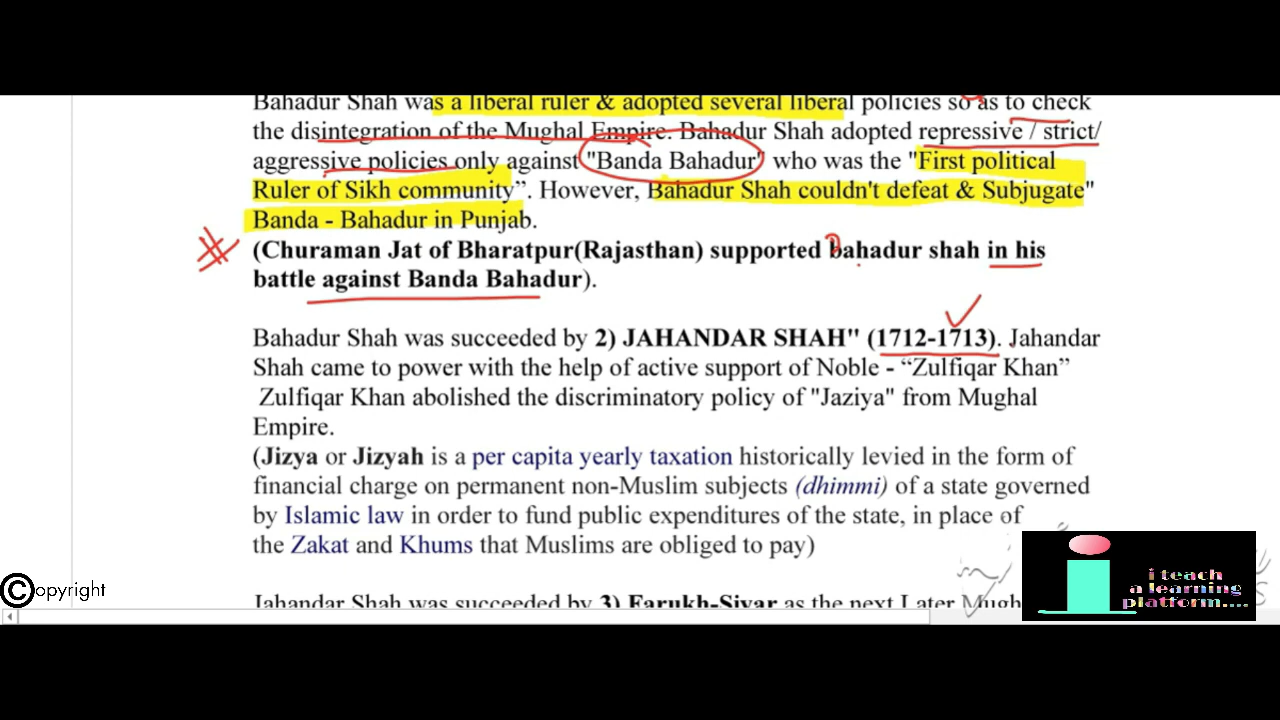 Bahadur Shah was a liberal ruler & adopted several liberal policies so as to check
the disintegration of the Mughal Empire. Bahadur Shah adopted repressive / strict/
aggressive policies only against "Banda Bahadur" who was the "First political
Ruler of Sikh community”. However, Bahadur Shah couldn't defeat & Subjugate"
Banda - Bahadur in Punjab.
(Churaman Jat of Bharatpur(Rajasthan) supported bahadur shah in his
battle against Banda Bahadur).
Bahadur Shah was succeeded by 2) JAHANDAR SHAH" (1712-1713). Jahandar
Shah came to power with the help of active support of Noble - “Zulfiqar Khan”
Zulfiqar Khan abolished the discriminatory policy of "Jaziya" from Mughal
Empire.
(Jizya or Jizyah is a per capita yearly taxation historically levied in the form of
financial charge on permanent non-Muslim subjects (dhimmi) of a state governed
by Islamic law in order to fund public expenditures of the state, in place of
the Zakat and Khums that Muslims are obliged to pay)
Jahandar Shah was succeeded by 3) Farukh-Siyar as the next Later Mugh
©opyright
i teach
a learning
platform....